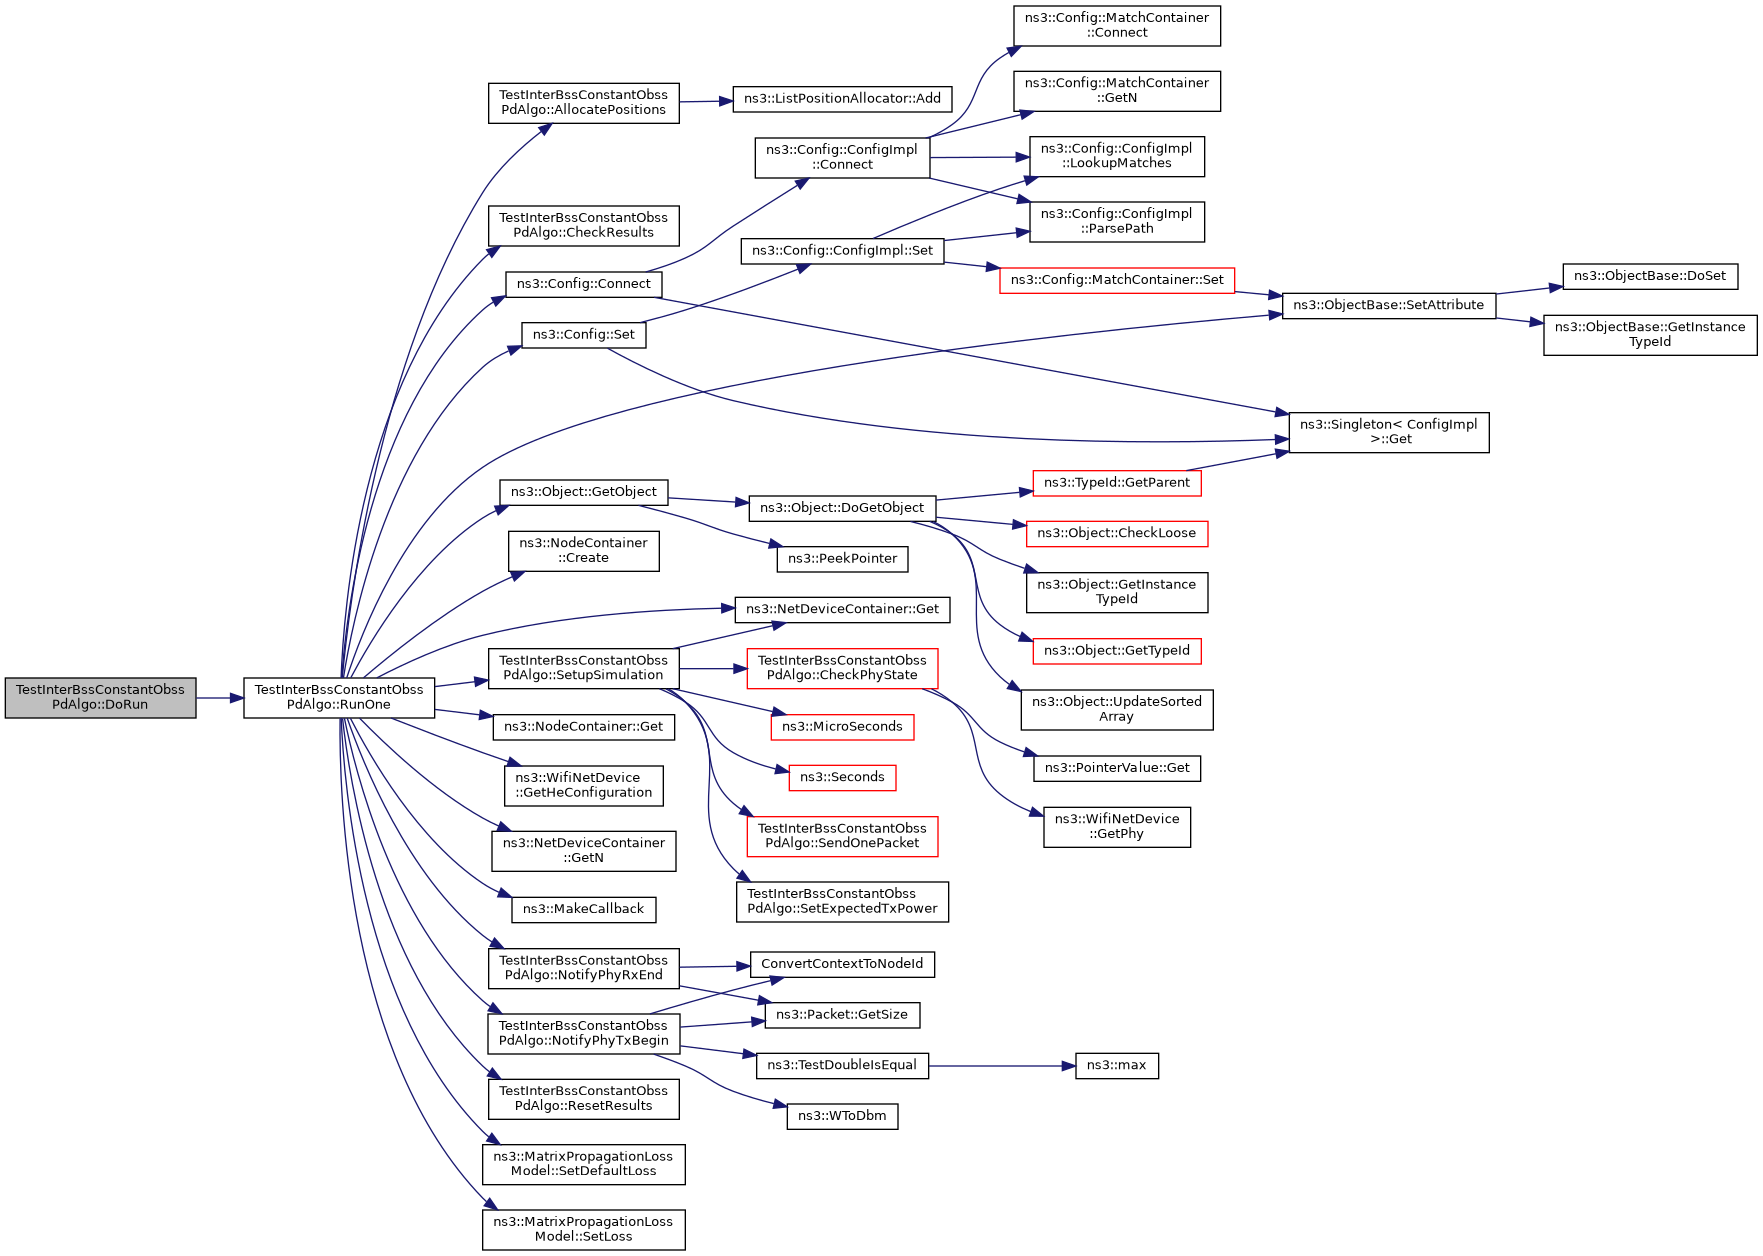 TestInterBssConstantObss
PdAlgo::DoRun
TestInterBssConstantObss
PdAlgo::RunOne
TestInterBssConstantObss
PdAlgo::AllocatePositions
TestInterBssConstantObss
PdAlgo::CheckResults
ns3::Config::Connect
ns3::Config::Set
ns3::Object::GetObject
ns3::NodeContainer
::Create
TestInterBssConstantObss
PdAlgo::SetupSimulation
ns3::NodeContainer::Get
ns3::WifiNetDevice
::GetHeConfiguration
ns3::NetDeviceContainer
::GetN
ns3::MakeCallback
TestInterBssConstantObss
PdAlgo::NotifyPhyRxEnd
TestInterBssConstantObss
PdAlgo::NotifyPhyTxBegin
TestInterBssConstantObss
PdAlgo::ResetResults
ns3::MatrixPropagationLoss
Model::SetDefaultLoss
ns3::MatrixPropagationLoss
Model::SetLoss
ns3::ListPositionAllocator::Add
ns3::Config::ConfigImpl
::Connect
ns3::Config::ConfigImpl::Set
ns3::Object::DoGetObject
ns3::PeekPointer
ns3::NetDeviceContainer::Get
TestInterBssConstantObss
PdAlgo::CheckPhyState
ns3::MicroSeconds
ns3::Seconds
TestInterBssConstantObss
PdAlgo::SendOnePacket
TestInterBssConstantObss
PdAlgo::SetExpectedTxPower
ConvertContextToNodeId
ns3::Packet::GetSize
ns3::TestDoubleIsEqual
ns3::WToDbm
ns3::Config::MatchContainer
::Connect
ns3::Config::MatchContainer
::GetN
ns3::Config::ConfigImpl
::LookupMatches
ns3::Config::ConfigImpl
::ParsePath
ns3::Config::MatchContainer::Set
ns3::TypeId::GetParent
ns3::Object::CheckLoose
ns3::Object::GetInstance
TypeId
ns3::Object::GetTypeId
ns3::Object::UpdateSorted
Array
ns3::PointerValue::Get
ns3::WifiNetDevice
::GetPhy
ns3::max
ns3::ObjectBase::SetAttribute
ns3::Singleton< ConfigImpl
>::Get
ns3::ObjectBase::DoSet
ns3::ObjectBase::GetInstance
TypeId